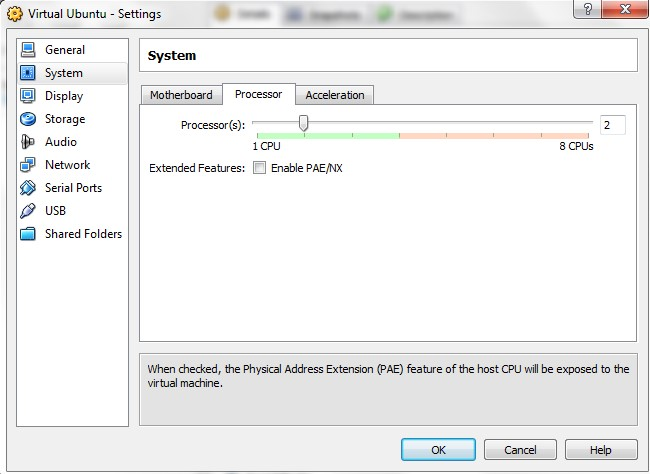 Virtual Ubuntu - Settings
General
System
Display
Storage
Audio
Network
Serial Ports
USB
Shared Folders
System
Motherboard Processor Acceleration
Processor(s): 2
1 CPU 8 CPUs
Extended Features: Enable PAE/NX
When checked, the Physical Address Extension (PAE) feature of the host CPU will be exposed to the
virtual machine.
OK Cancel Help